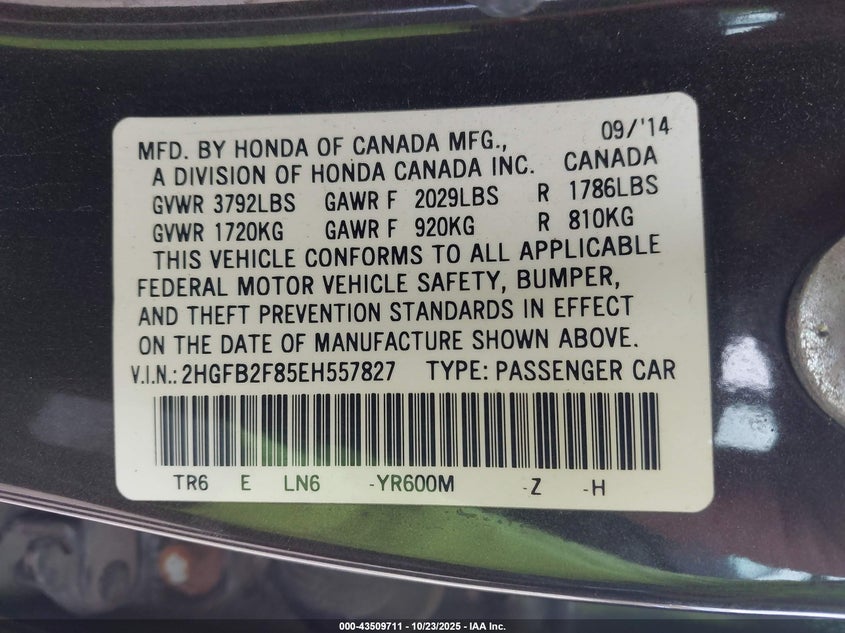 MFD. BY HONDA OF CANADA MFG., 09/'14
A DIVISION OF HONDA CANADA INC. CANADA
GVWR 3792LBS GAWR F 2029LBS R 1786LBS
GVWR 1720KG GAWR F 920KG R 810KG
THIS VEHICLE CONFORMS TO ALL APPLICABLE
FEDERAL MOTOR VEHICLE SAFETY, BUMPER,
AND THEFT PREVENTION STANDARDS IN EFFECT
ON THE DATE OF MANUFACTURE SHOWN ABOVE.
V.I.N.: 2HGFB2F85EH557827 TYPE: PASSENGER CAR
TR6 E LN6 -YR600M -Z -H
000-43509711 - 10/23/2025 - IAA Inc.